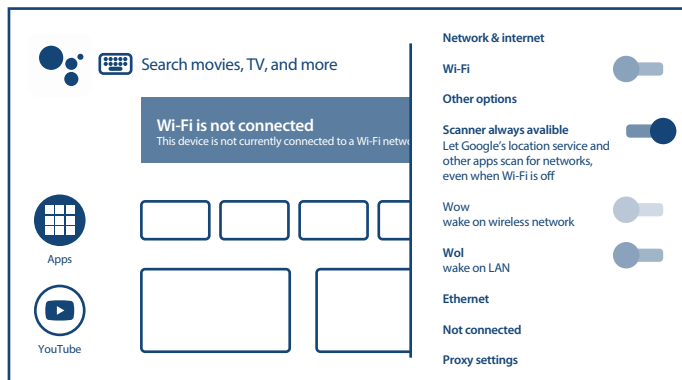 Search movies, TV, and more
Wi-Fi is not connected
This device is not currently connected to a Wi-Fi netwo
Apps
YouTube
Network & internet
Wi-Fi
Other options
Scanner always avalible
Let Google's location service and
other apps scan for networks,
even when Wi-Fi is off
Wow
wake on wireless network
Wol
wake on LAN
Ethernet
Not connected
Proxy settings